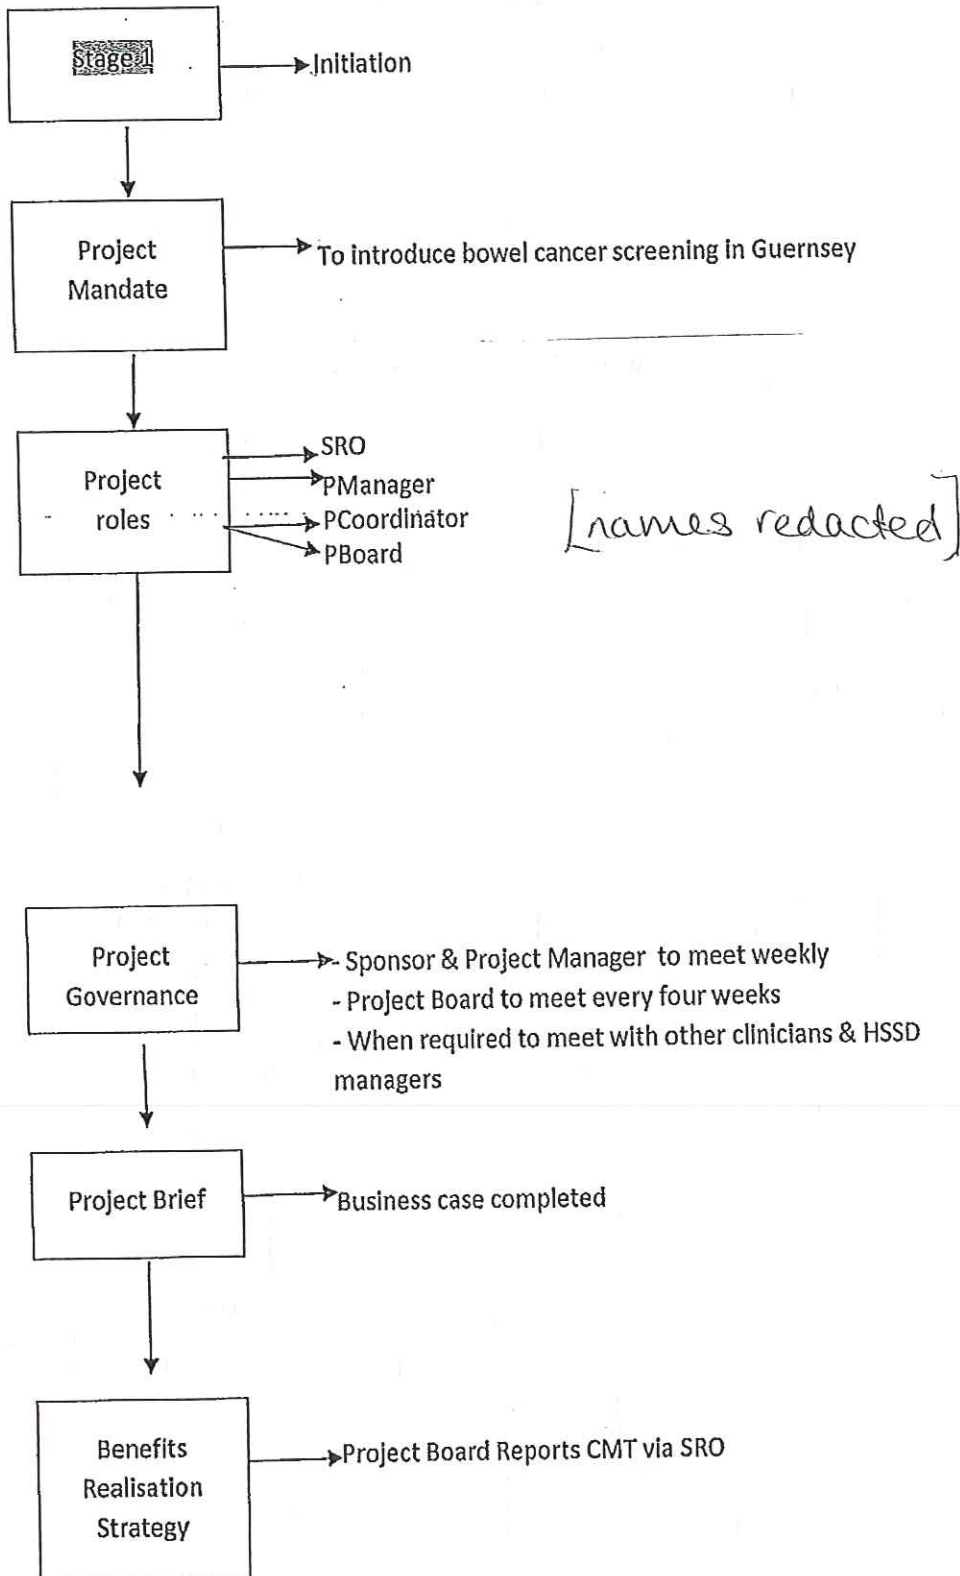 Stage 1
Initiation
Project
Mandate
To introduce bowel cancer screening in Guernsey
Project
roles
SRO
PManager
PCoordinator
PBoard
[names redacted]
Project
Governance
- Sponsor & Project Manager to meet weekly
- Project Board to meet every four weeks
- When required to meet with other clinicians & HSSD
managers
Project Brief
Business case completed
Benefits
Realisation
Strategy
Project Board Reports CMT via SRO